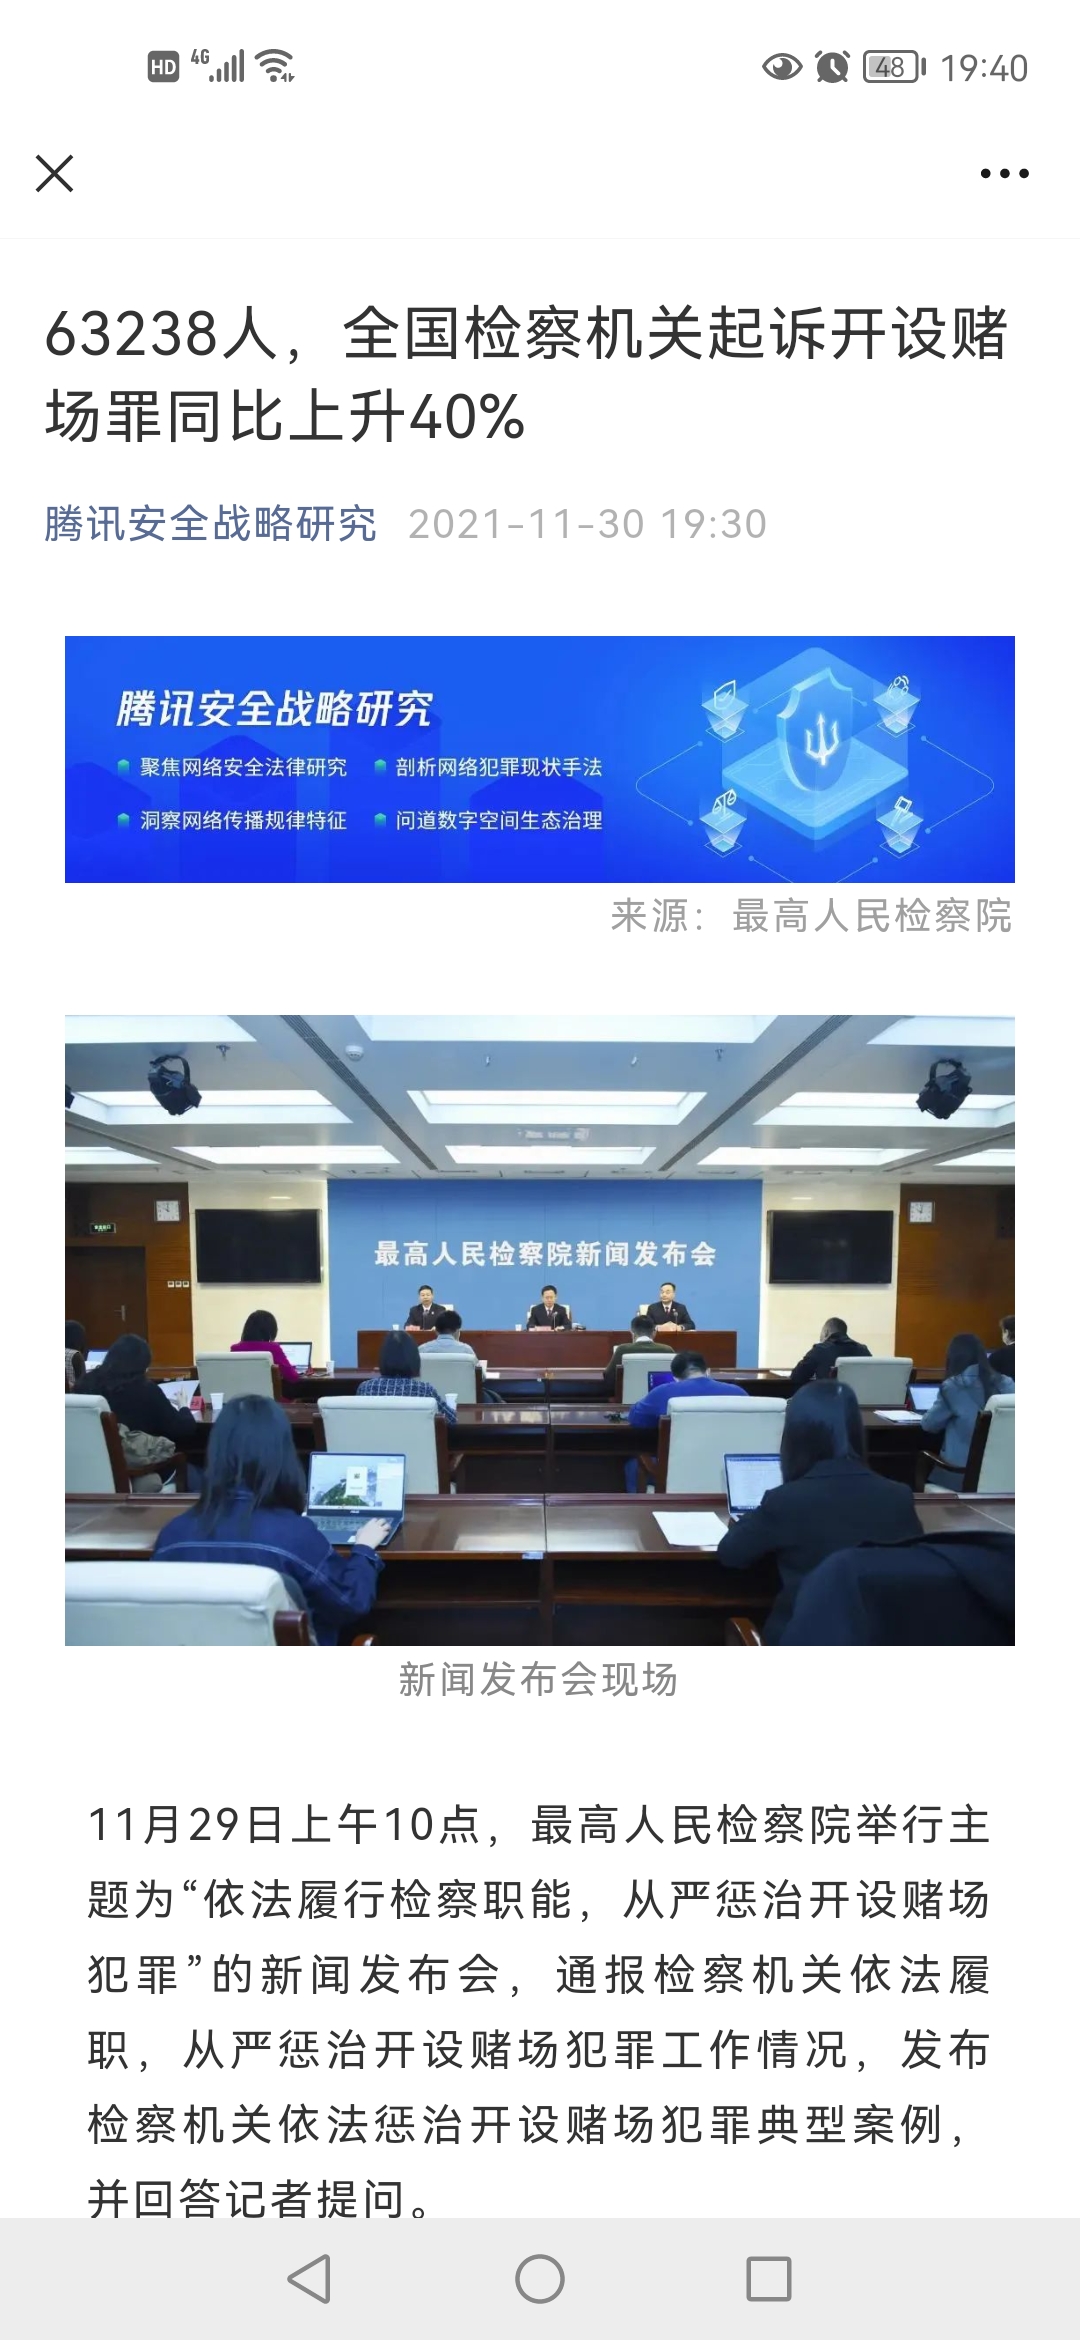 HD 4G 48 19:40
63238人，全国检察机关起诉开设赌
场罪同比上升40%
腾讯安全战略研究 2021-11-30 19:30
腾讯安全战略研究
聚焦网络安全法律研究 剖析网络犯罪现状手法
洞察网络传播规律特征 问道数字空间生态治理
来源：最高人民检察院
最高人民检察院新闻发布会
新闻发布会现场
11月29日上午10点，最高人民检察院举行主
题为“依法履行检察职能，从严惩治开设赌场
犯罪”的新闻发布会，通报检察机关依法履
职，从严惩治开设赌场犯罪工作情况，发布
检察机关依法惩治开设赌场犯罪典型案例，
并回答记者提问。